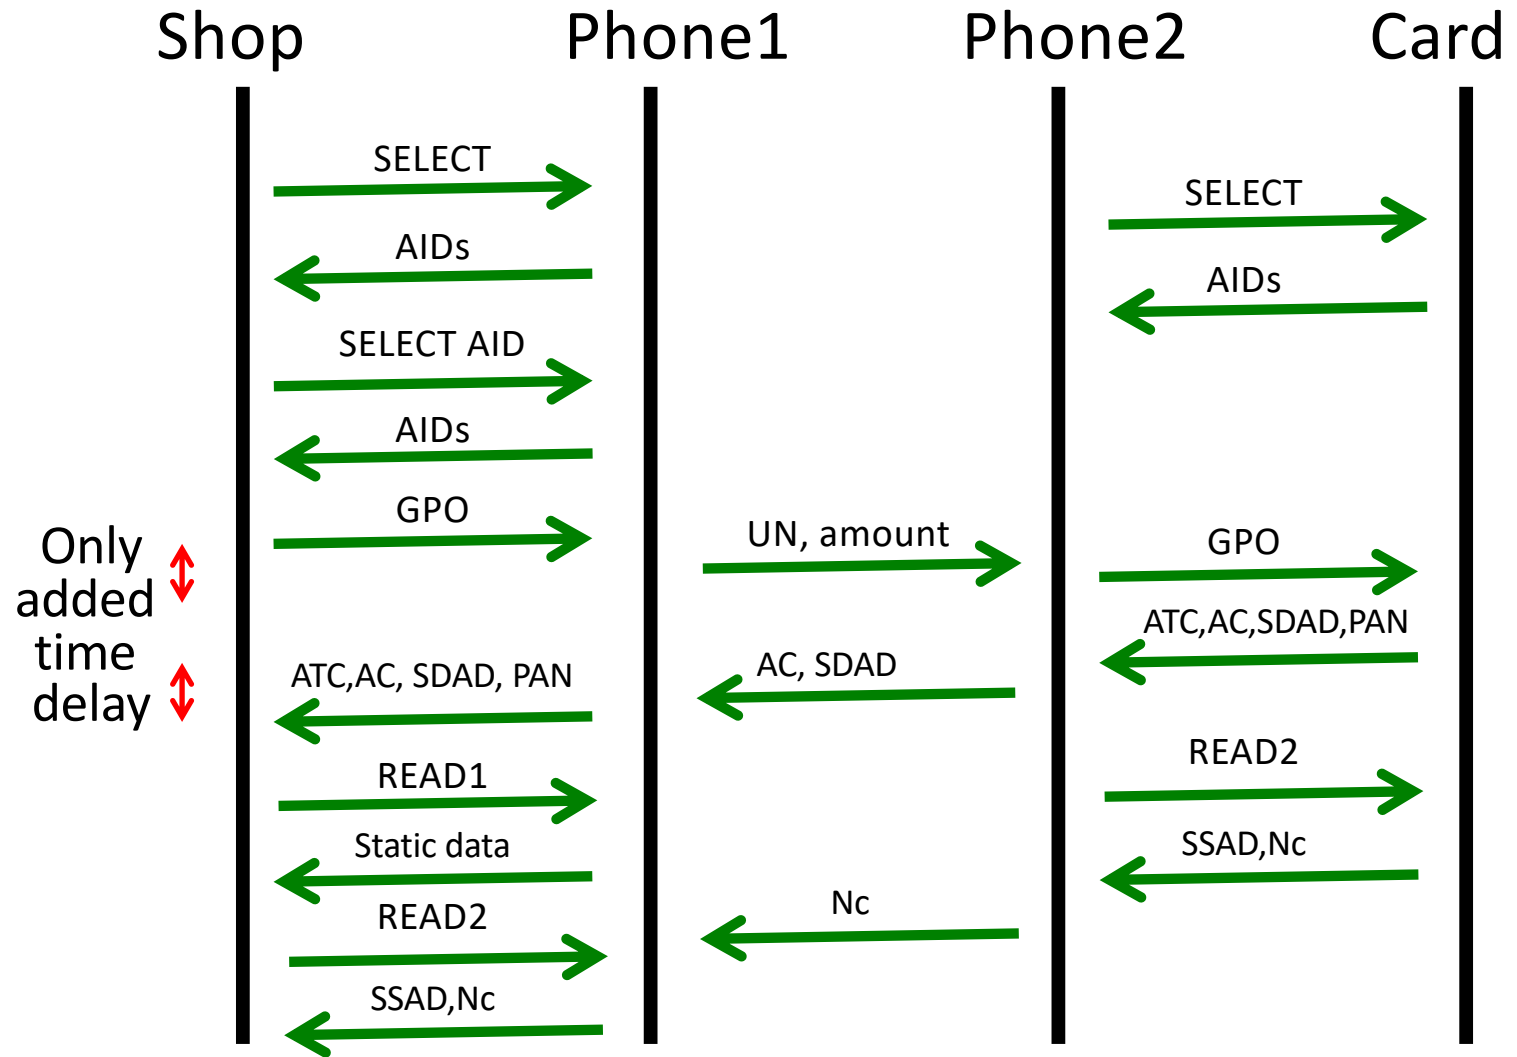 Shop Phone1 Phone2 Card
SELECT
SELECT
AIDs
AIDs
SELECT AID
AIDs
GPO
UN, amount
GPO
Only
added
time
delay
ATC,AC,SDAD,PAN
AC, SDAD
ATC,AC, SDAD, PAN
READ2
READ1
Static data
SSAD,Nc
Nc
READ2
SSAD,Nc